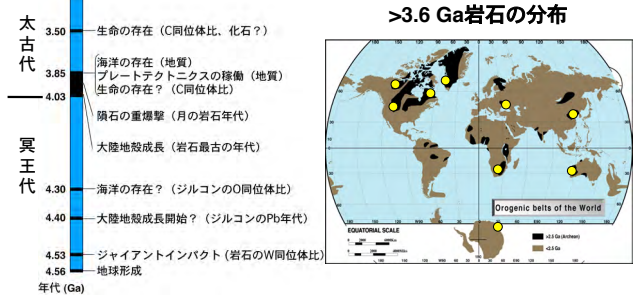 >3.6 Ga岩石の分布
太古代
3.50
生命の存在（C同位体比、化石？）
海洋の存在（地質）
3.85
プレートテクトニクスの稼働（地質）
生命の存在？（C同位体比）
4.03
隕石の重爆撃（月の岩石年代）
大陸地殻成長（岩石最古の年代）
冥王代
4.30
海洋の存在？（ジルコンのO同位体比）
4.40
大陸地殻成長開始？（ジルコンのPb年代）
4.53
ジャイアントインパクト（岩石のW同位体比）
4.56
地球形成
年代 (Ga)
Orogenic belts of the World
EQUATORIAL SCALE
>2.5 Ga (Archean)
<2.5 Ga